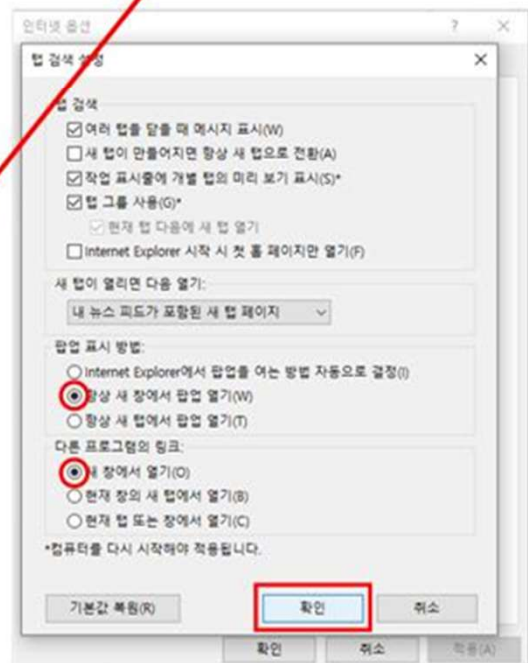 인터넷 옵션 ? ×
탭 검색 설정 ×
탭 검색
여러 탭을 닫을 때 메시지 표시(W)
새 탭이 만들어지면 항상 새 탭으로 전환(A)
작업 표시줄에 개별 탭의 미리 보기 표시(S)*
탭 그룹 사용(G)*
현재 탭 다음에 새 탭 열기
Internet Explorer 시작 시 첫 홈 페이지만 열기(F)
새 탭이 열리면 다음 열기:
내 뉴스 피드가 포함된 새 탭 페이지
팝업 표시 방법:
Internet Explorer에서 팝업을 여는 방법 자동으로 결정(I)
항상 새 창에서 팝업 열기(W)
항상 새 탭에서 팝업 열기(T)
다른 프로그램의 링크:
새 창에서 열기(O)
현재 창의 새 탭에서 열기(B)
현재 탭 또는 창에서 열기(C)
*컴퓨터를 다시 시작해야 적용됩니다.
기본값 복원(R) 확인 취소
확인 취소 적용(A)